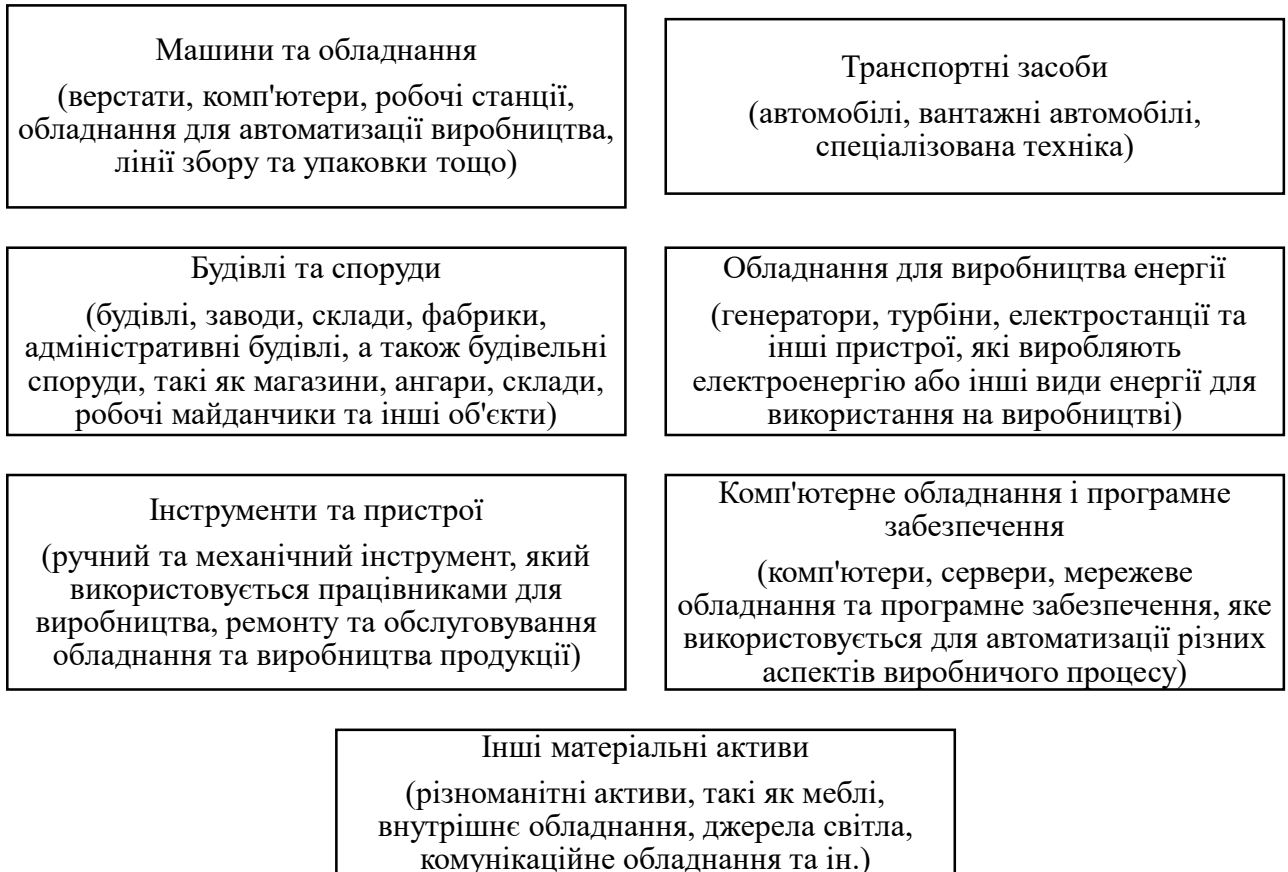 Машини та обладнання
(верстати, комп'ютери, робочі станції,
обладнання для автоматизації виробництва,
лінії збору та упаковки тощо)
Транспортні засоби
(автомобілі, вантажні автомобілі,
спеціалізована техніка)
Будівлі та споруди
(будівлі, заводи, склади, фабрики,
адміністративні будівлі, а також будівельні
споруди, такі як магазини, ангари, склади,
робочі майданчики та інші об'єкти)
Обладнання для виробництва енергії
(генератори, турбіни, електростанції та
інші пристрої, які виробляють
електроенергію або інші види енергії для
використання на виробництві)
Інструменти та пристрої
(ручний та механічний інструмент, який
використовується працівниками для
виробництва, ремонту та обслуговування
обладнання та виробництва продукції)
Комп'ютерне обладнання і програмне
забезпечення
(комп'ютери, сервери, мережеве
обладнання та програмне забезпечення, яке
використовується для автоматизації різних
аспектів виробничого процесу)
Інші матеріальні активи
(різноманітні активи, такі як меблі,
внутрішнє обладнання, джерела світла,
комунікаційне обладнання та ін.)